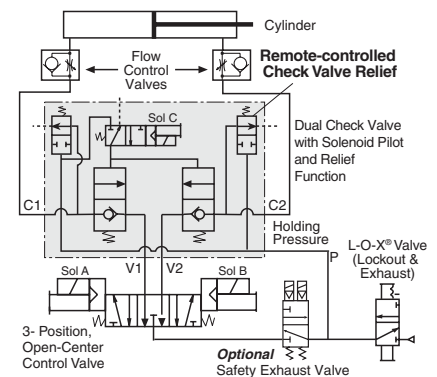 Cylinder
Flow
Control
Valves
Remote-controlled
Check Valve Relief
Sol C
Dual Check Valve
with Solenoid Pilot
and Relief
Function
C1
C2
Holding
Pressure
P
L-O-X® Valve
(Lockout &
Exhaust)
V1
V2
Sol A
Sol B
3- Position,
Open-Center
Control Valve
Optional
Safety Exhaust Valve